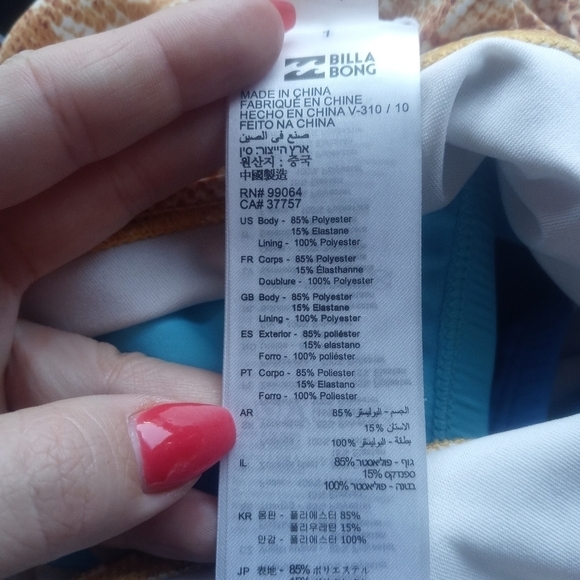 1
BILLA
BONG
MADE IN CHINA
FABRIQUÉ EN CHINE
HECHO EN CHINA V-310 / 10
FEITO NA CHINA
صنع في الصين
ארץ הייצור: סין
원산지 : 중국
中國製造
RN# 99064
CA# 37757
US Body - 85% Polyester
15% Elastane
Lining - 100% Polyester
FR Corps - 85% Polyester
15% Élasthanne
Doublure - 100% Polyester
GB Body - 85% Polyester
15% Elastane
Lining - 100% Polyester
ES Exterior - 85% poliéster
15% elastano
Forro - 100% poliéster
PT Corpo - 85% Poliester
15% Elastano
Forro - 100% Poliester
AR الجسم - البوليستر 85%
الاستان 15%
بطانة - البوليستر 100%
IL גוף - פוליאסטר 85%
ספנדקס 15%
בטנה - פוליאסטר 100%
KR 몸판 - 폴리에스터 85%
폴리우레탄 15%
안감 - 폴리에스터 100%
JP 表地 - 85% ポリエステル